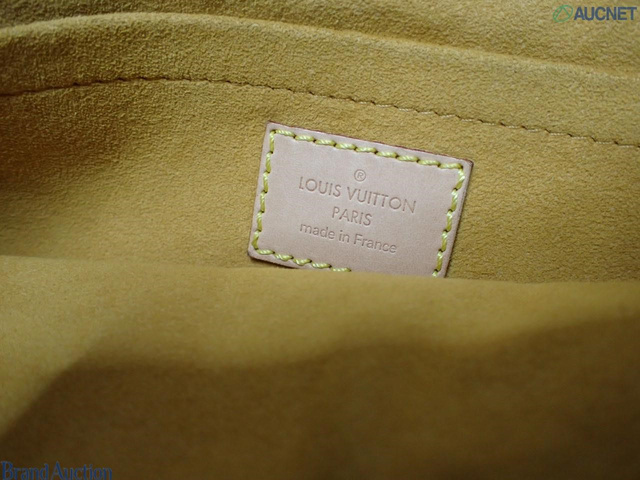 AUCNET
®
LOUIS VUITTON
PARIS
made in France
Brand Auction